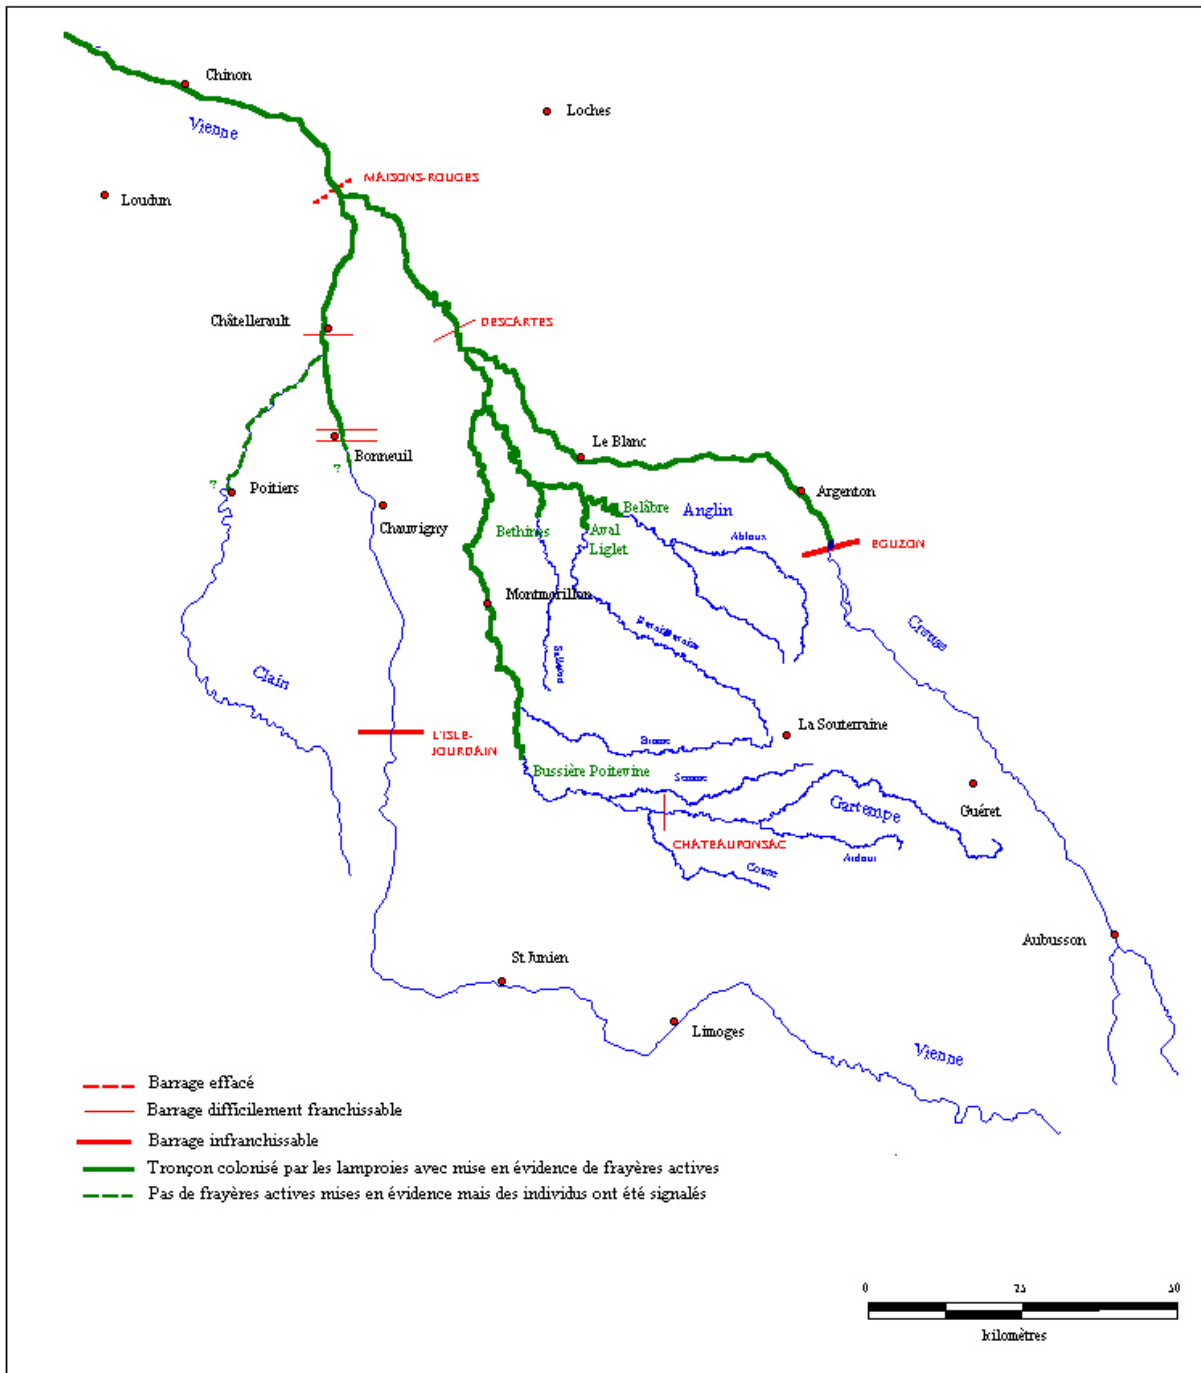 Chinon
Loches
Vienne
MAISONS-ROUGES
Loudun
Châtellerault
DESCARTES
Le Blanc
Bonneuil
?
?
Poitiers
Argenton
Chauvigny
Belâbre
Anglin
Bethines
Aval
Liglet
Abloux
EGUZON
Montmorillon
Creuse
Clain
La Souterraine
L'ISLE-
JOURDAIN
Brame
Bussière Poitevine
Semme
Guéret
Gartempe
CHATEAUPONSAC
Ardour
Couze
Aubusson
St Junien
Limoges
Vienne
Barrage effacé
Barrage difficilement franchissable
Barrage infranchissable
Tronçon colonisé par les lamproies avec mise en évidence de frayères actives
Pas de frayères actives mises en évidence mais des individus ont été signalés
0 25 50
kilomètres